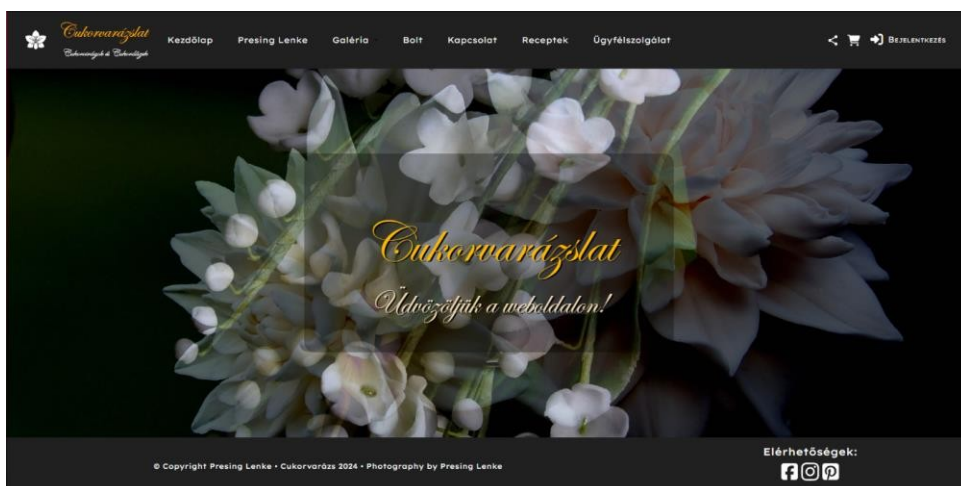 Cukorvarázslat
Kezdőlap Presing Lenke Galéria Bolt Kapcsolat Receptek Ügyfélszolgálat
Bejelentkezés
Cukorvarázslat
Üdvözöljük a weboldalon!
Elérhetőségek:
© Copyright Presing Lenke • Cukorvarázs 2024 • Photography by Presing Lenke